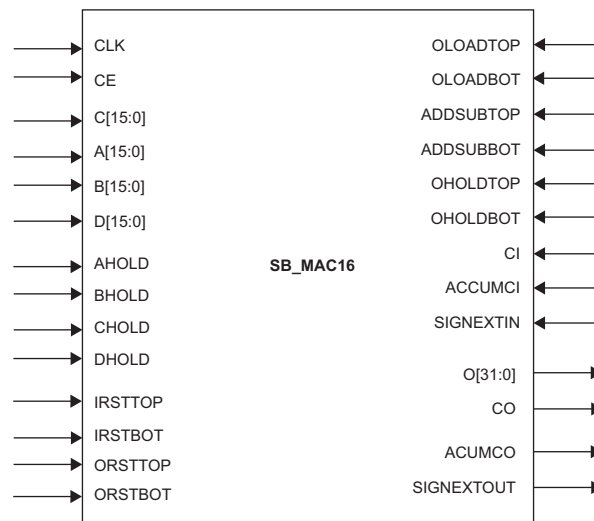 CLK
CE
C[15:0]
A[15:0]
B[15:0]
D[15:0]
AHOLD
BHOLD
CHOLD
DHOLD
IRSTTOP
IRSTBOT
ORSTTOP
ORSTBOT
SB_MAC16
OLOADTOP
OLOADBOT
ADDSUBTOP
ADDSUBBOT
OHOLDTOP
OHOLDBOT
CI
ACCUMCI
SIGNEXTIN
O[31:0]
CO
ACUMCO
SIGNEXTOUT